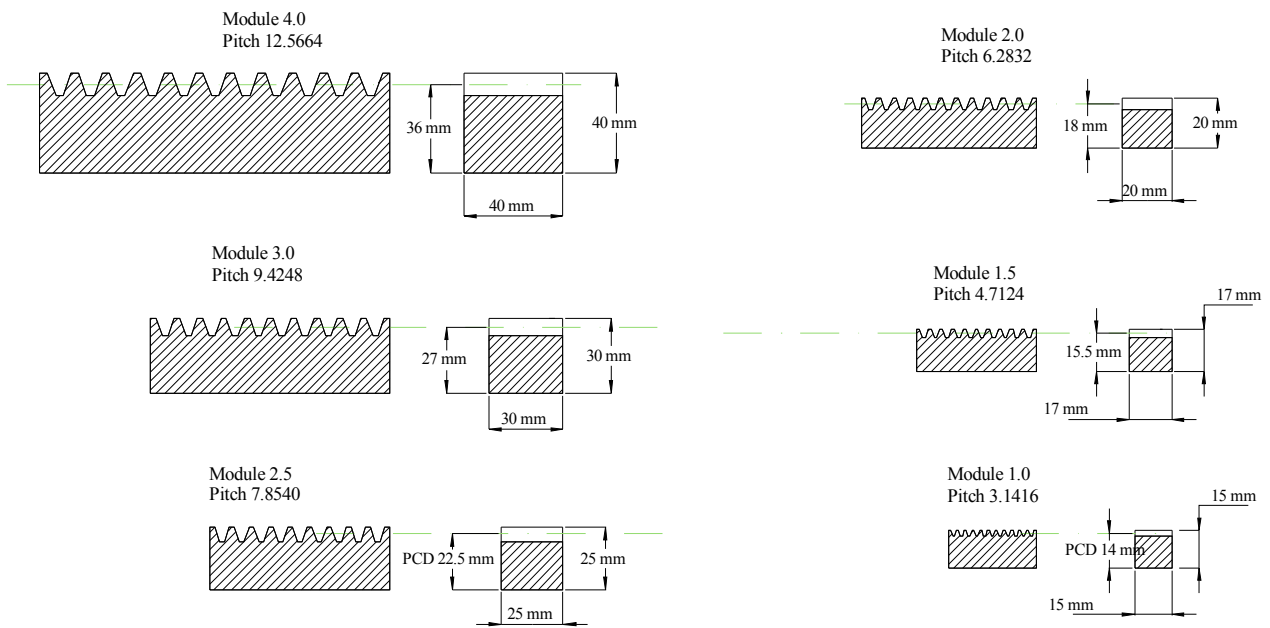 Module 4.0
Pitch 12.5664
36 mm
40 mm
40 mm
Module 2.0
Pitch 6.2832
18 mm
20 mm
20 mm
Module 3.0
Pitch 9.4248
27 mm
30 mm
30 mm
Module 1.5
Pitch 4.7124
17 mm
15.5 mm
17 mm
Module 2.5
Pitch 7.8540
PCD 22.5 mm
25 mm
25 mm
Module 1.0
Pitch 3.1416
15 mm
PCD 14 mm
15 mm